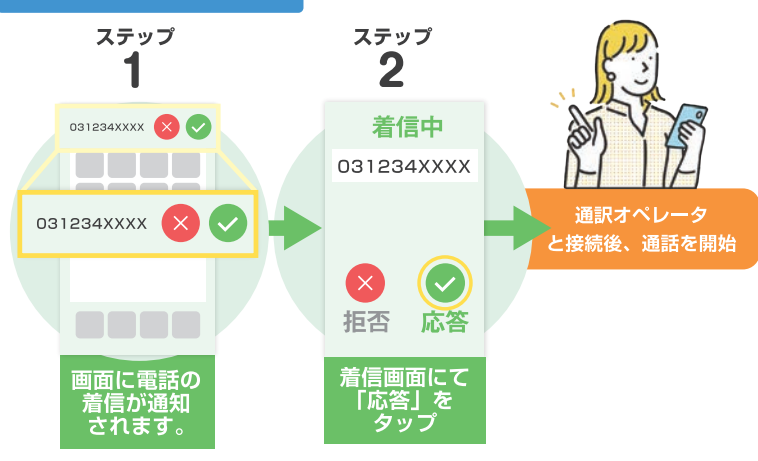 ステップ
1
031234XXXX
031234XXXX
画面に電話の
着信が通知
されます。
ステップ
2
着信中
031234XXXX
拒否
応答
着信画面にて
「応答」を
タップ
通訳オペレータ
と接続後、通話を開始